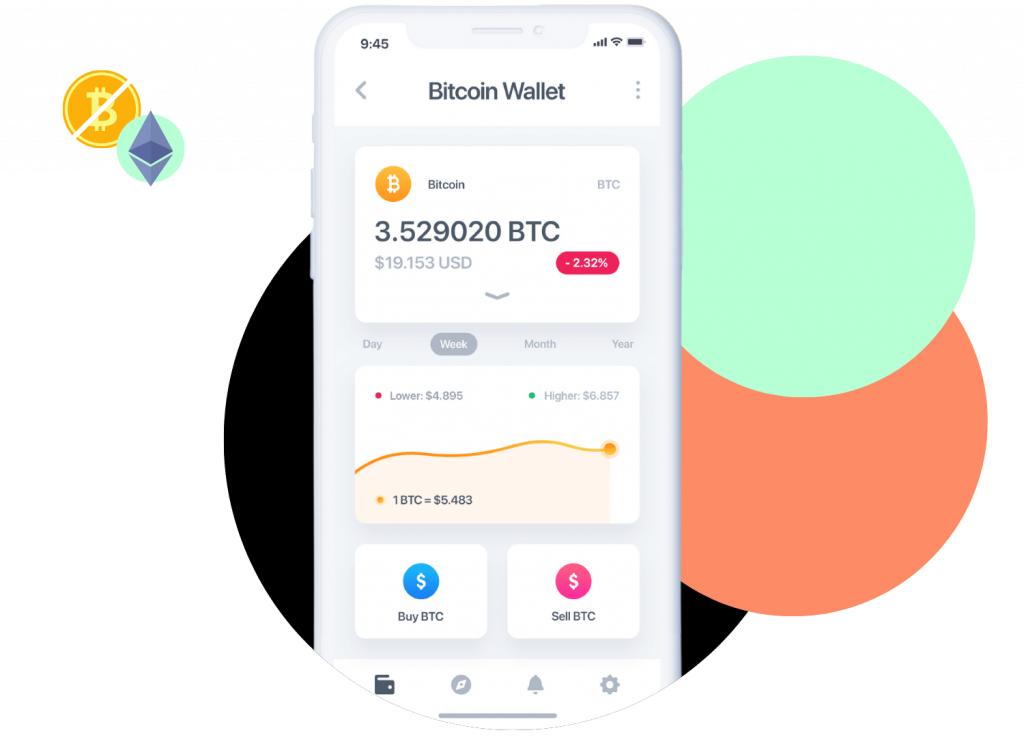 9:45
Bitcoin Wallet
Bitcoin BTC
3.529020 BTC
$19.153 USD - 2.32%
Day Week Month Year
Lower: $4.895 Higher: $6.857
1 BTC = $5.483
Buy BTC Sell BTC